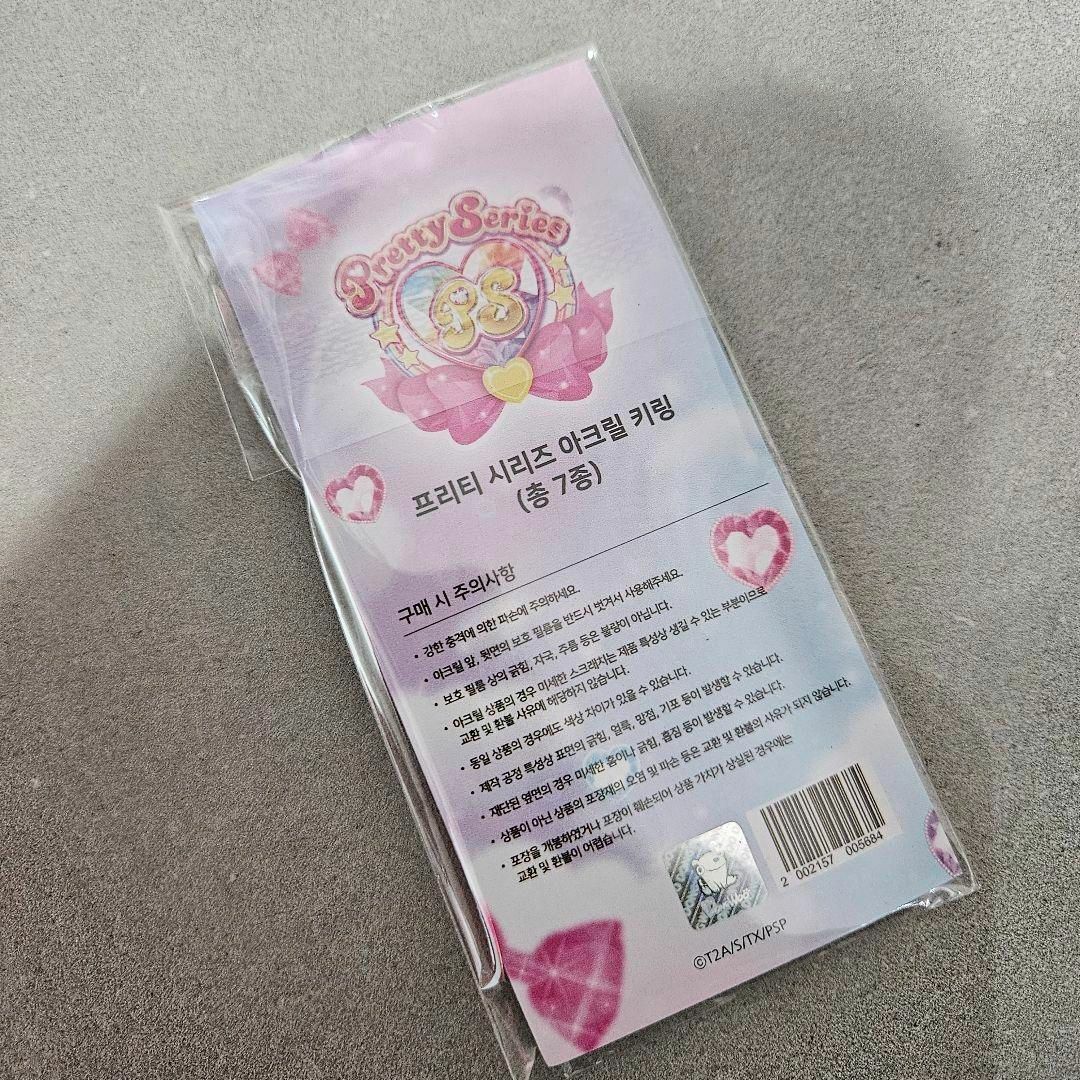 Pretty Series
PS
프리티 시리즈 아크릴 키링
(총 7종)
구매 시 주의사항
• 강한 충격에 의한 파손에 주의하세요.
• 아크릴 앞, 뒷면의 보호 필름을 반드시 벗겨서 사용해주세요.
• 보호 필름 상의 긁힘, 자국, 주름 등은 불량이 아닙니다.
• 아크릴 상품의 경우 미세한 스크래치는 제품 특성상 생길 수 있는 부분이므로
교환 및 환불 사유에 해당하지 않습니다.
• 동일 상품의 경우에도 색상 차이가 있을 수 있습니다.
• 제작 공정 특성상 표면의 긁힘, 얼룩, 망점, 기포 등이 발생할 수 있습니다.
• 재단된 옆면의 경우 미세한 홈이나 긁힘, 흠집 등이 발생할 수 있습니다.
• 상품이 아닌 상품의 포장재의 오염 및 파손 등은 교환 및 환불의 사유가 되지 않습니다.
• 포장을 개봉하였거나 포장이 훼손되어 상품 가치가 상실된 경우에는
교환 및 환불이 어렵습니다.
2 002157 005684
©T2A/S/TX/PSP